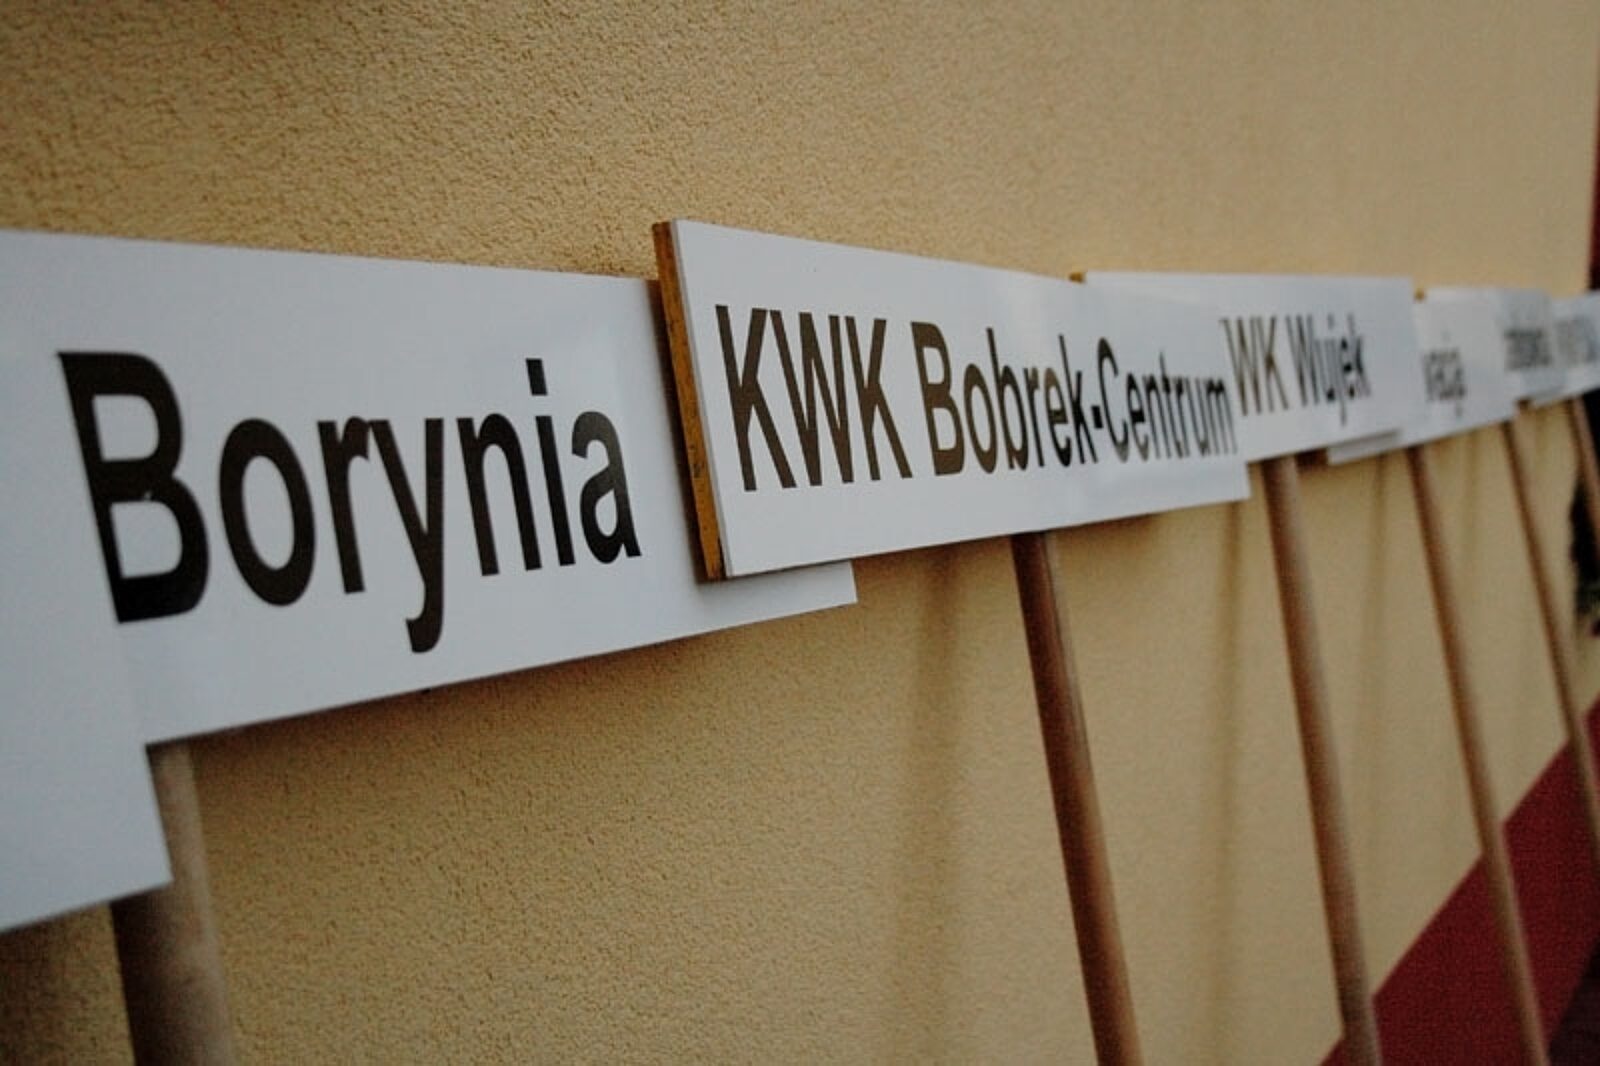 Borynia
KWK Bobrek-Centrum
WK Wujek